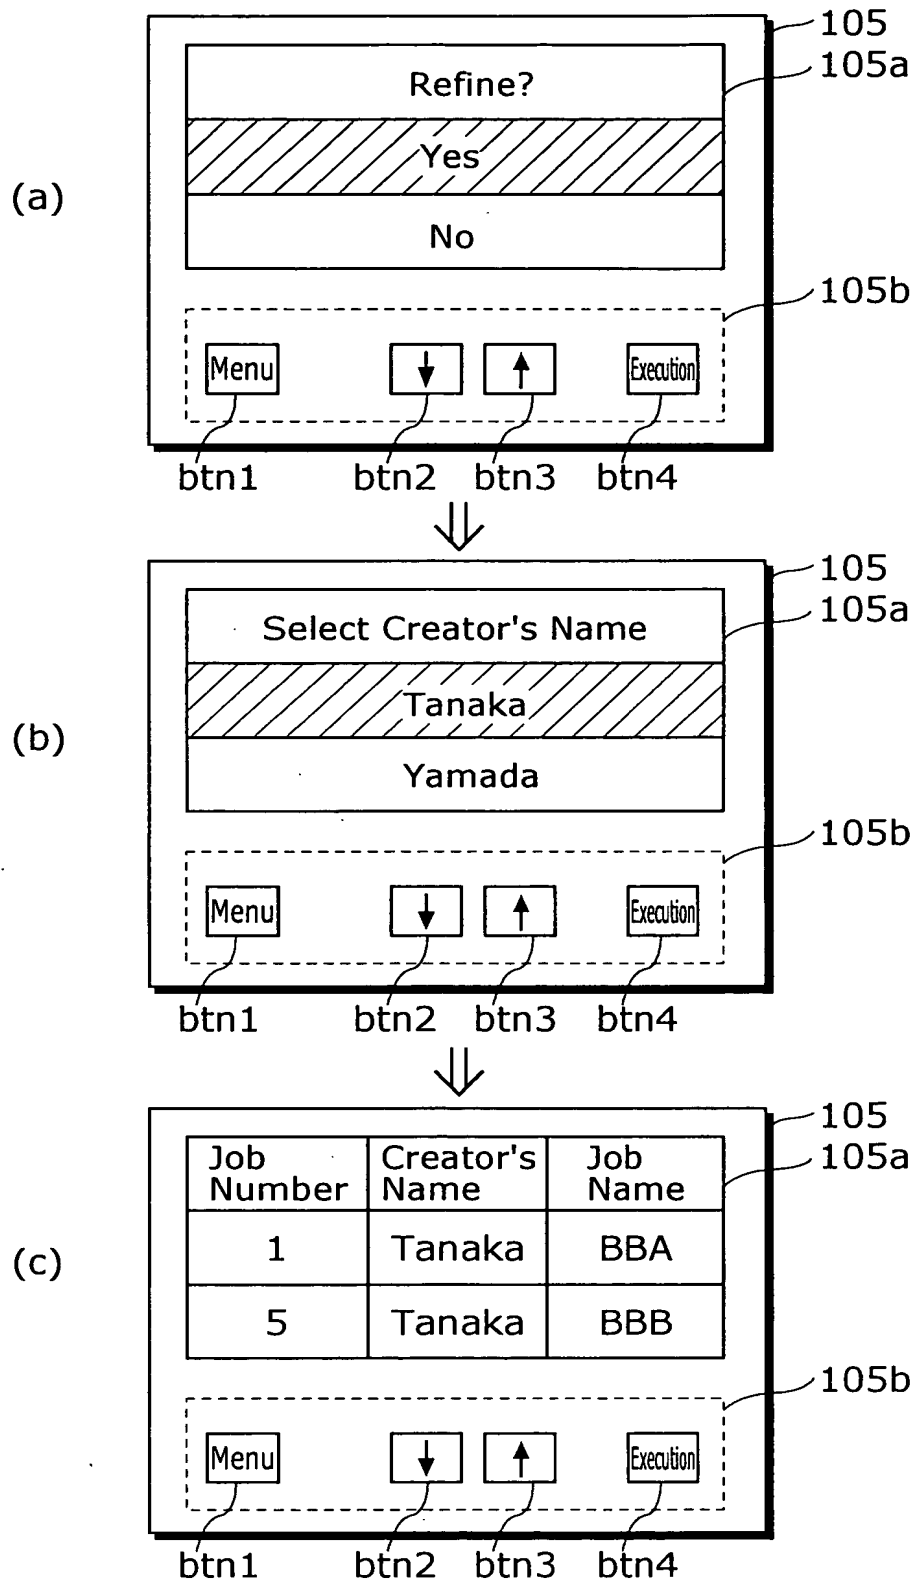 105
105a
Refine?
Yes
(a)
No
105b
Menu
Execution
btn1
btn2
btn3
btn4
105
105a
Select Creator's Name
Tanaka
(b)
Yamada
105b
Menu
Execution
btn1
btn2
btn3
btn4
105
105a
Job Number
Creator's Name
Job Name
1
Tanaka
BBA
(c)
5
Tanaka
BBB
105b
Menu
Execution
btn1
btn2
btn3
btn4